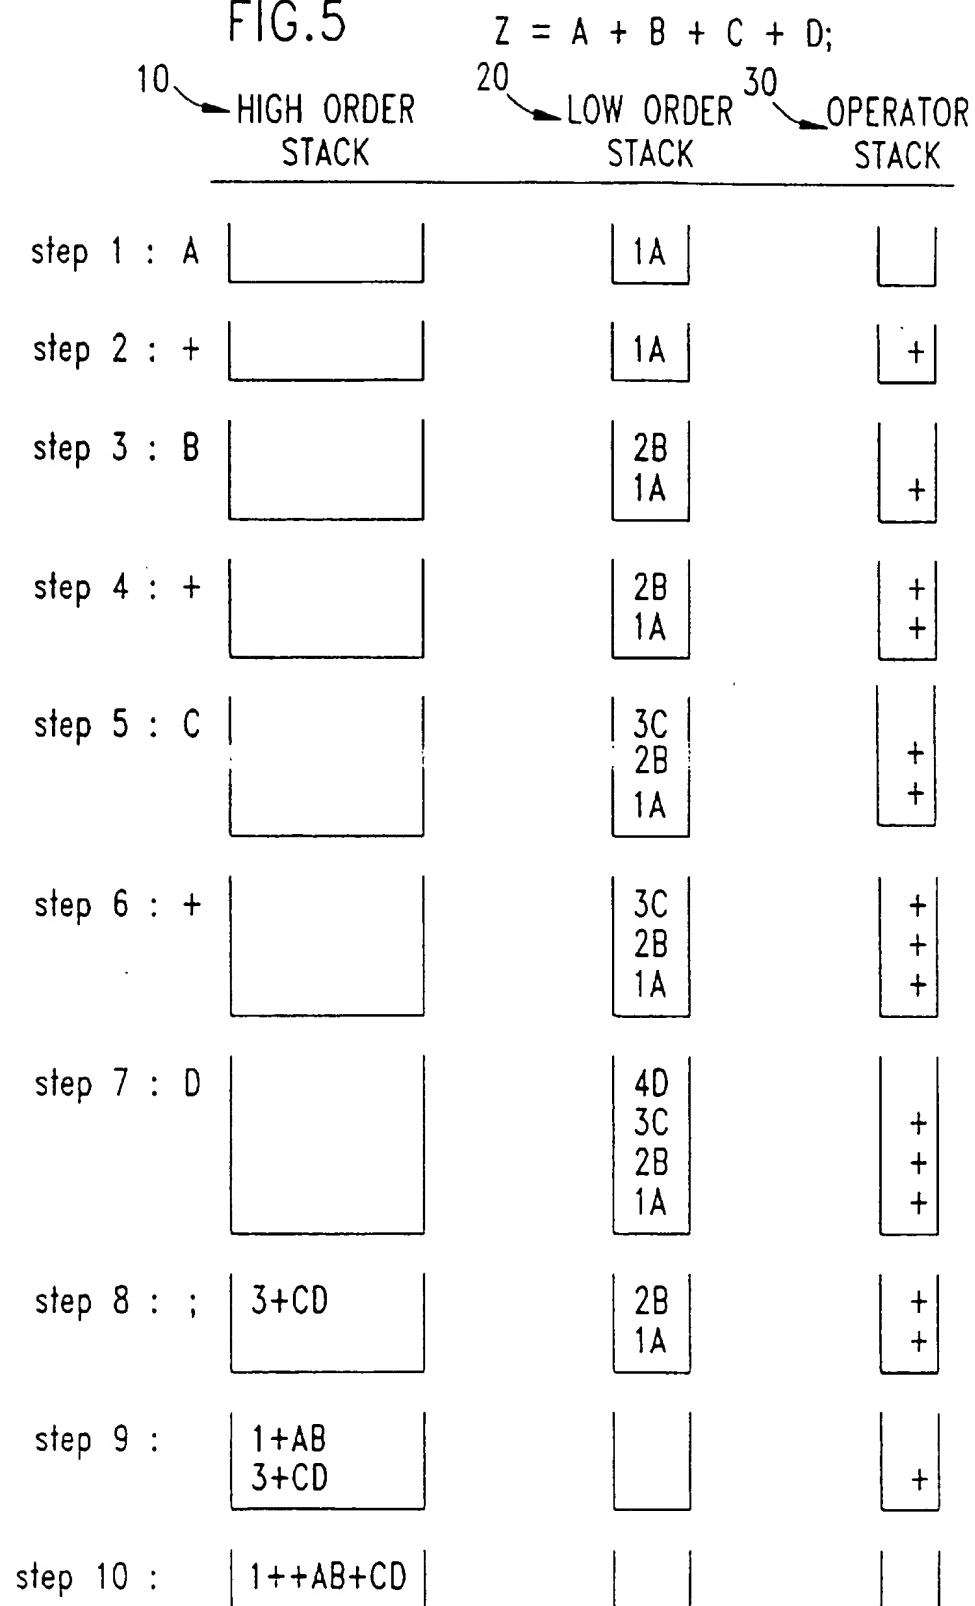 FIG.5
Z = A + B + C + D;
10 20 30
HIGH ORDER STACK LOW ORDER STACK OPERATOR STACK
step 1 : A 1A
step 2 : + 1A +
step 3 : B 2B
1A +
step 4 : + 2B +
1A +
step 5 : C 3C
2B +
1A +
step 6 : + 3C +
2B +
1A +
step 7 : D 4D
3C +
2B +
1A +
step 8 : ; 3+CD 2B +
1A +
step 9 : 1+AB
3+CD +
step 10 : 1++AB+CD